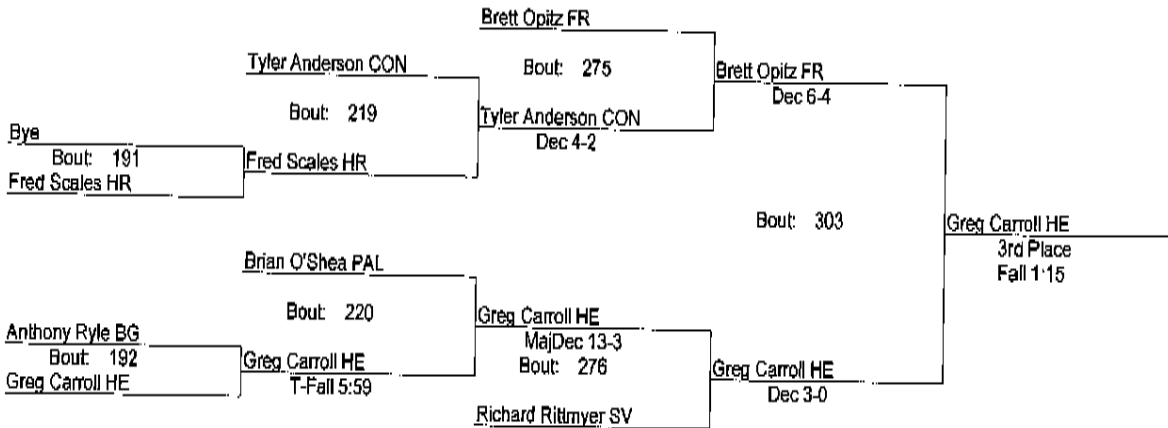 Brett Opitz FR
Tyler Anderson CON
Bout: 275
Brett Opitz FR
Dec 6-4
Bout: 219
Tyler Anderson CON
Dec 4-2
Bye
Bout: 191
Fred Scales HR
Fred Scales HR
Bout: 303
Greg Carroll HE
3rd Place
Fall 1:15
Brian O'Shea PAL
Bout: 220
Greg Carroll HE
MajDec 13-3
Anthony Ryle BG
Bout: 192
Greg Carroll HE
Greg Carroll HE
T-Fall 5:59
Bout: 276
Greg Carroll HE
Dec 3-0
Richard Rittmyer SV